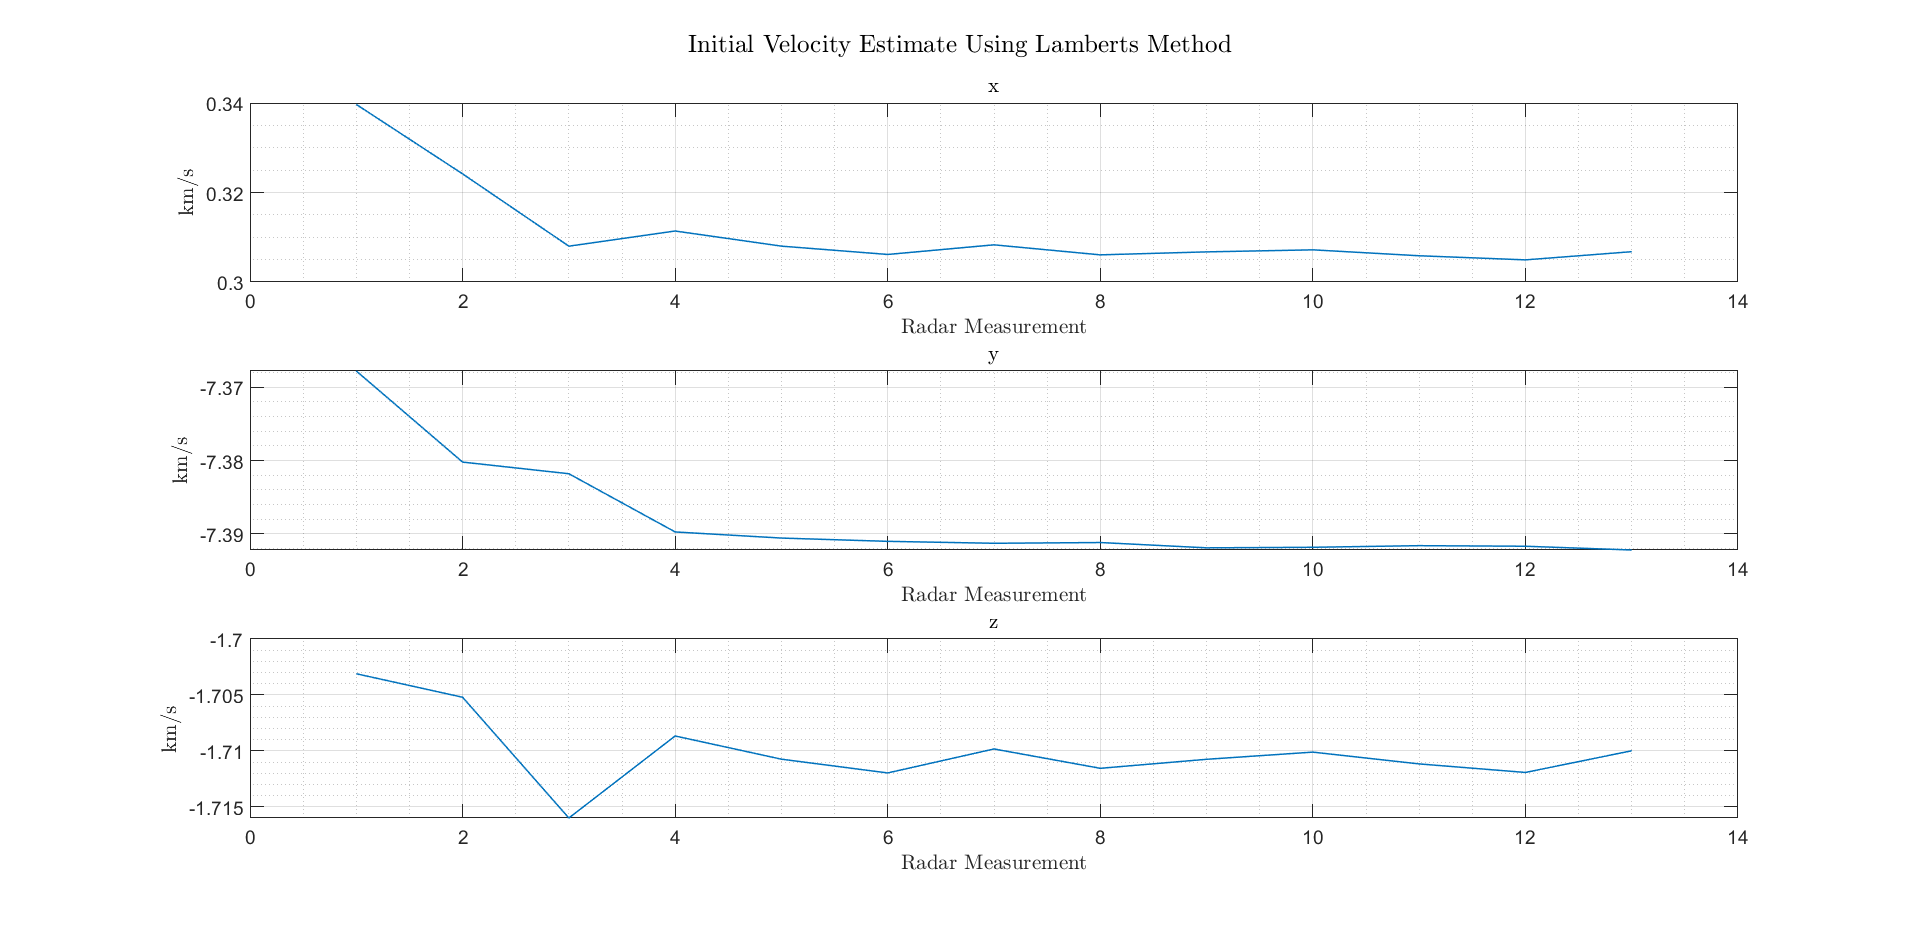 Initial Velocity Estimate Using Lamberts Method
x
0.34
0.32
0.3
km/s
0 2 4 6 8 10 12 14
Radar Measurement
y
-7.37
-7.38
-7.39
km/s
0 2 4 6 8 10 12 14
Radar Measurement
z
-1.7
-1.705
-1.71
-1.715
km/s
0 2 4 6 8 10 12 14
Radar Measurement